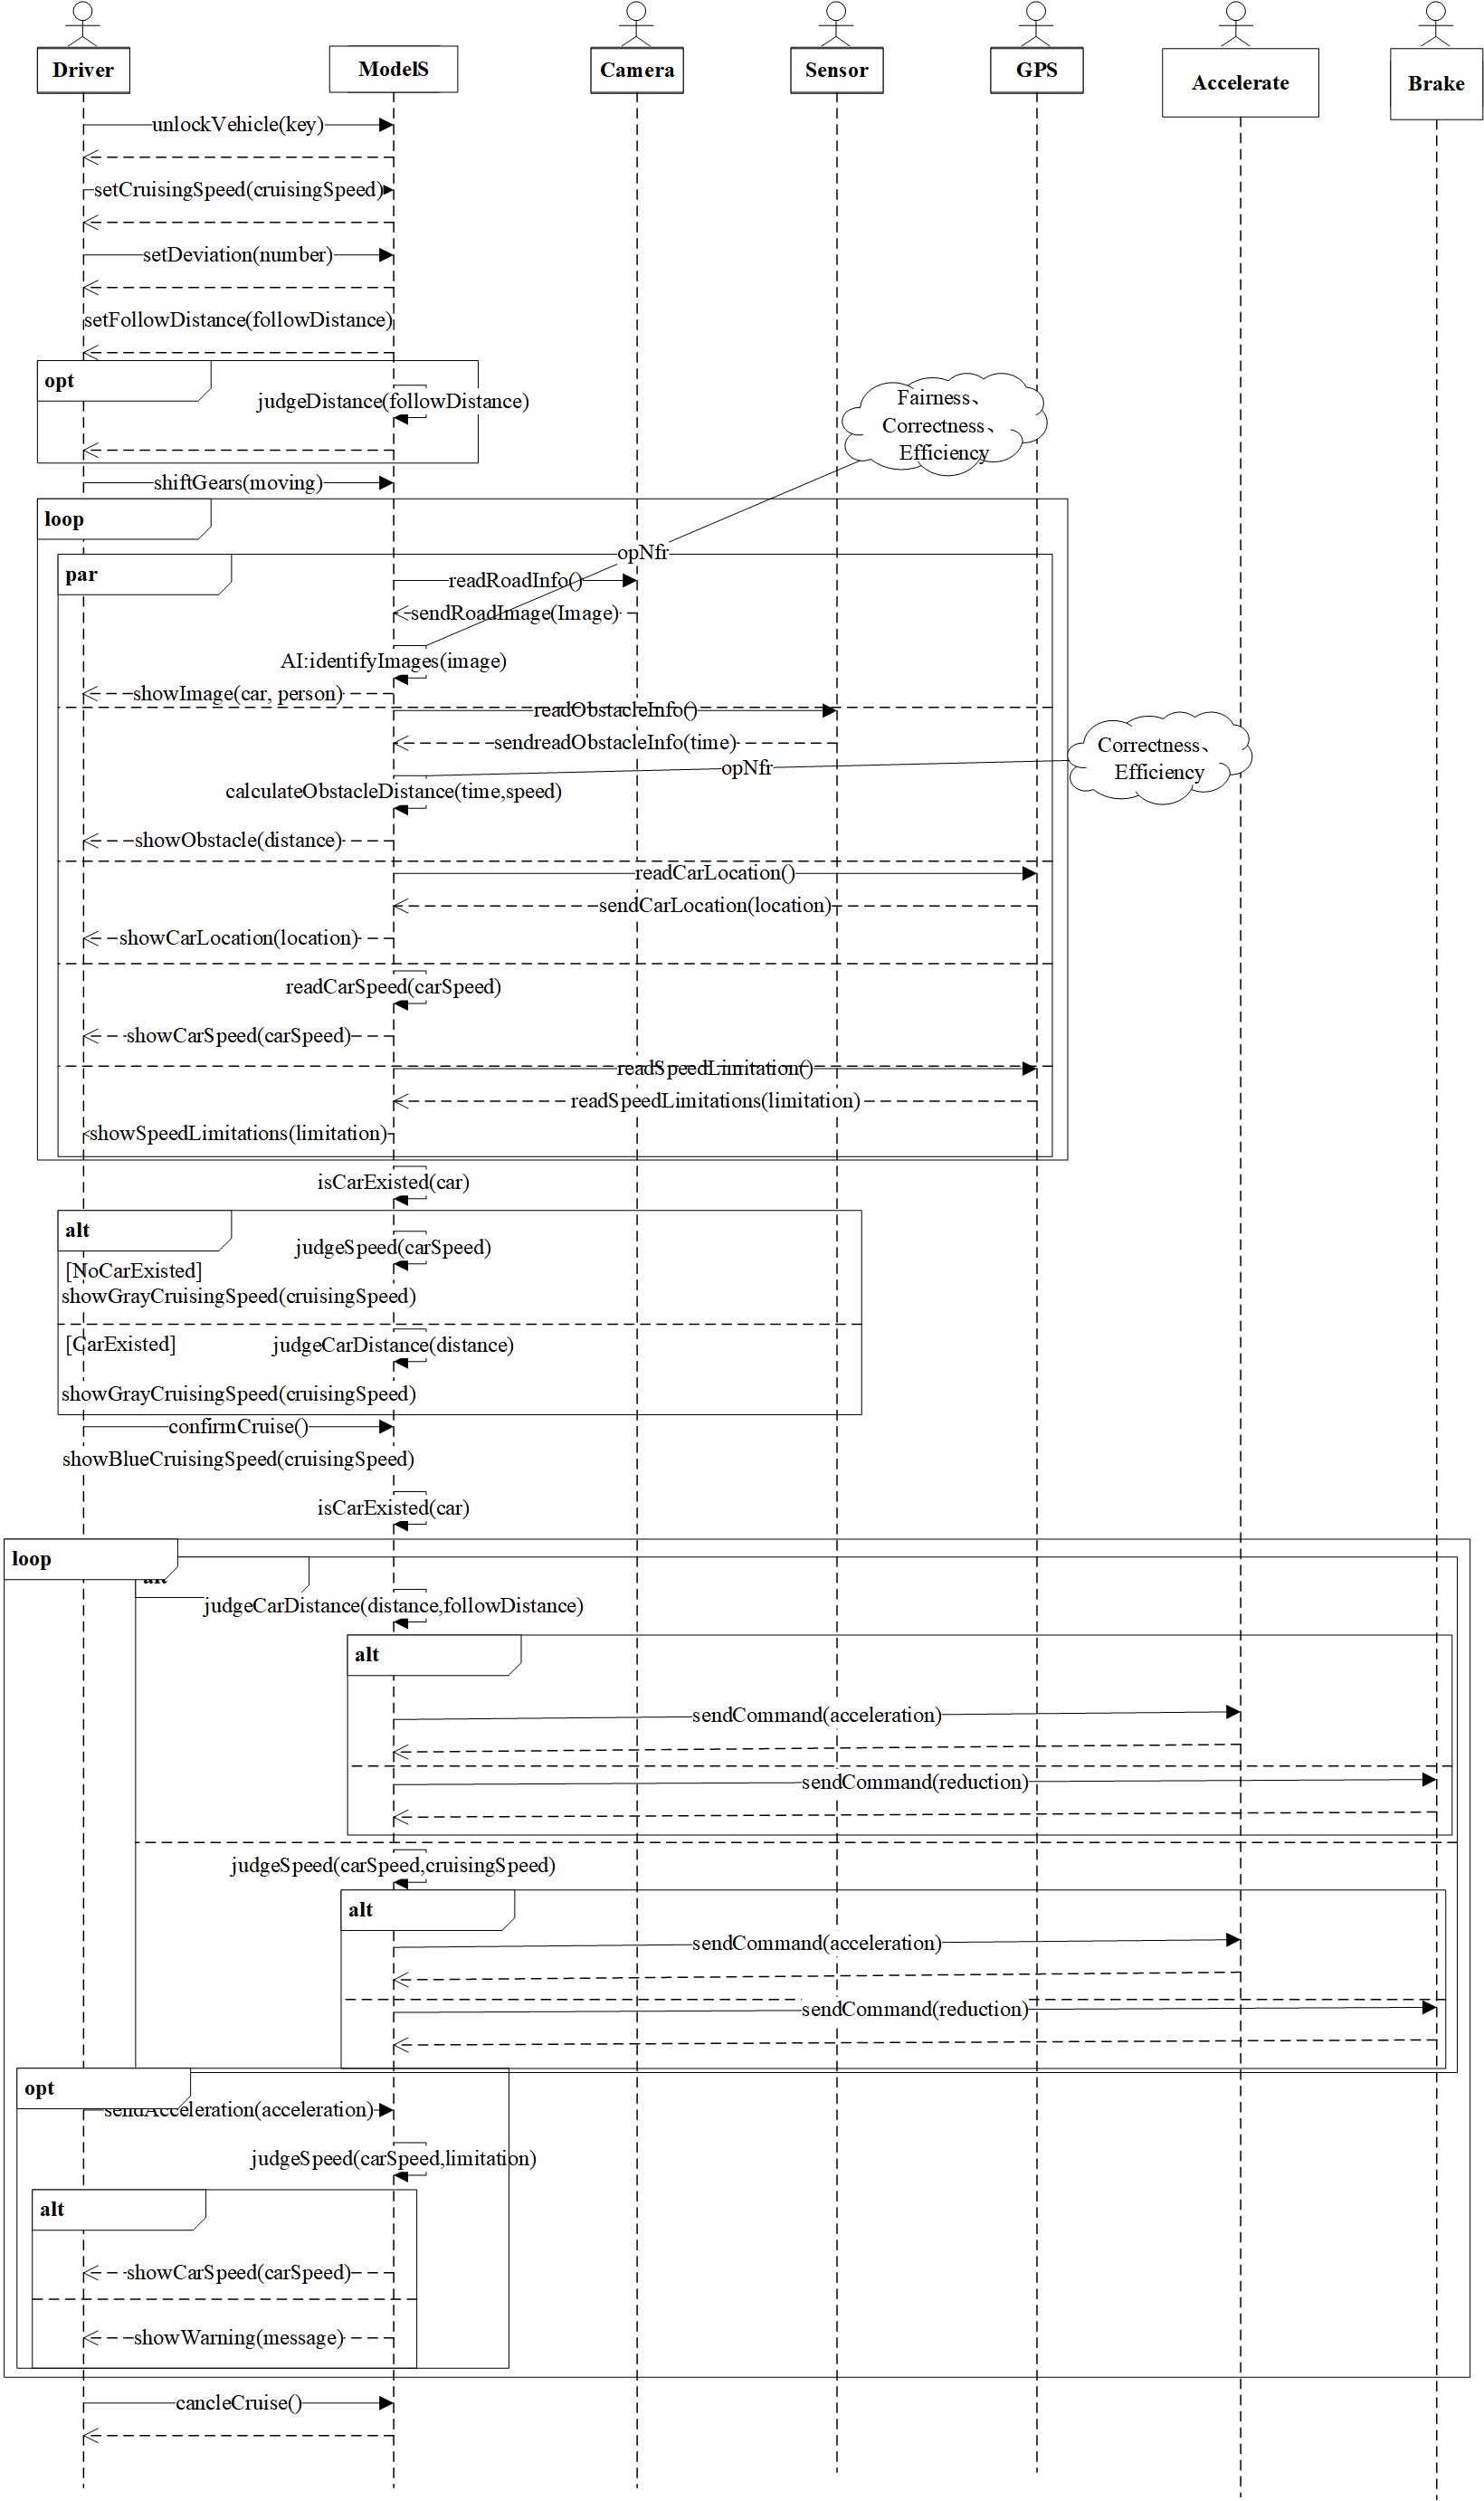 Driver
ModelS
Camera
Sensor
GPS
Accelerate
Brake
unlockVehicle(key)
setCruisingSpeed(cruisingSpeed)
setDeviation(number)
setFollowDistance(followDistance)
opt
judgeDistance(followDistance)
Fairness、
Correctness、
Efficiency
shiftGears(moving)
loop
opNfr
par
readRoadInfo()
sendRoadImage(Image)
AI:identifyImages(image)
showImage(car, person)
readObstacleInfo()
sendreadObstacleInfo(time)
Correctness、
Efficiency
opNfr
calculateObstacleDistance(time,speed)
showObstacle(distance)
readCarLocation()
sendCarLocation(location)
showCarLocation(location)
readCarSpeed(carSpeed)
showCarSpeed(carSpeed)
readSpeedLimitation()
readSpeedLimitations(limitation)
showSpeedLimitations(limitation)
isCarExisted(car)
alt
judgeSpeed(carSpeed)
[NoCarExisted]
showGrayCruisingSpeed(cruisingSpeed)
[CarExisted]
judgeCarDistance(distance)
showGrayCruisingSpeed(cruisingSpeed)
confirmCruise()
showBlueCruisingSpeed(cruisingSpeed)
isCarExisted(car)
loop
alt
judgeCarDistance(distance,followDistance)
alt
sendCommand(acceleration)
sendCommand(reduction)
judgeSpeed(carSpeed,cruisingSpeed)
alt
sendCommand(acceleration)
sendCommand(reduction)
opt
sendAcceleration(acceleration)
judgeSpeed(carSpeed,limitation)
alt
showCarSpeed(carSpeed)
showWarning(message)
cancleCruise()